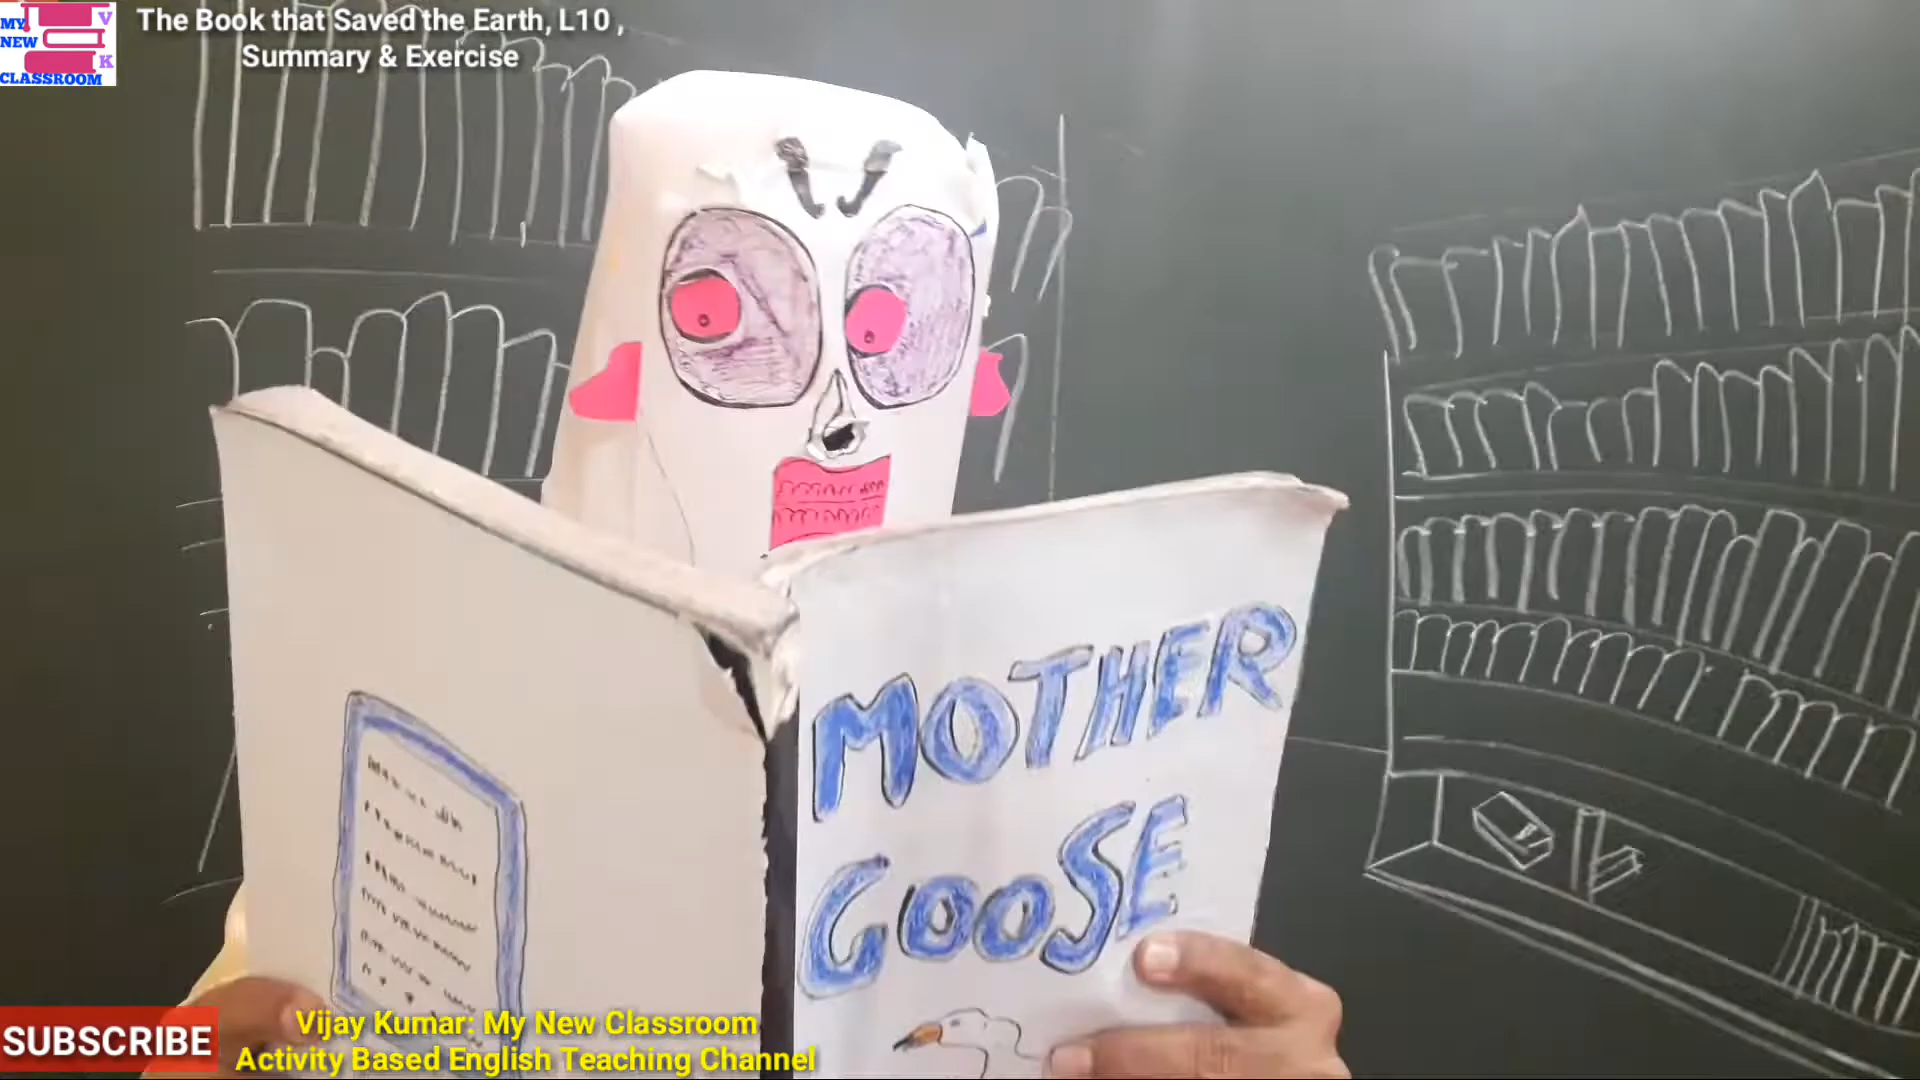 MY
NEW
CLASSROOM
V
K
The Book that Saved the Earth, L10 ,
Summary & Exercise
MOTHER
GOOSE
SUBSCRIBE
Vijay Kumar: My New Classroom
Activity Based English Teaching Channel